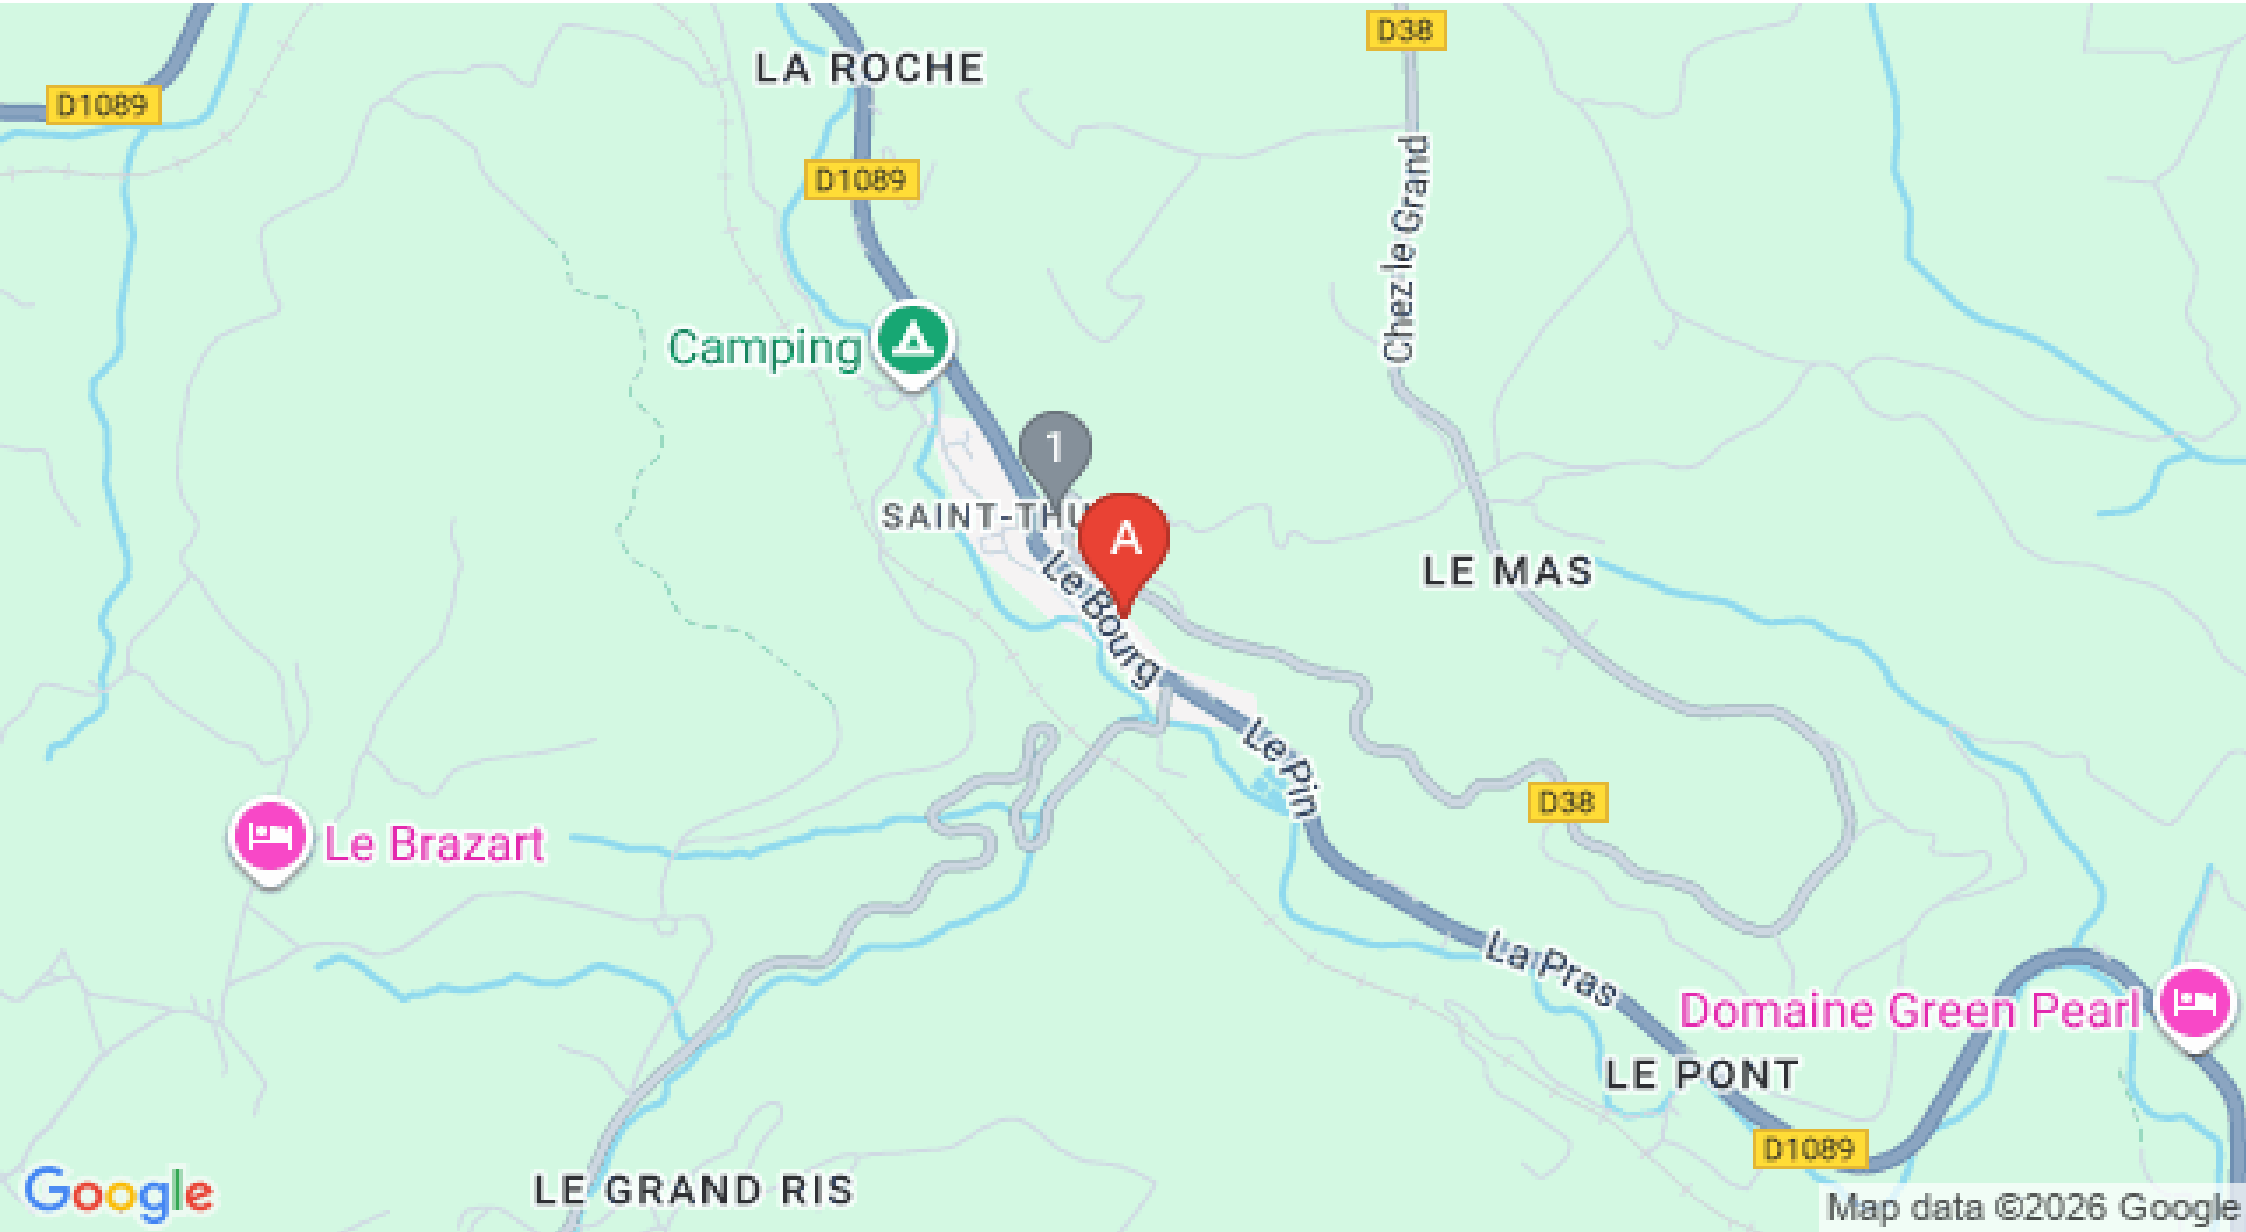 D38
LA ROCHE
D1089
D1089
Chez le Grand
Camping
1
SAINT-THU
A
Le Bourg
LE MAS
Le Pin
D38
Le Brazart
La Pras
Domaine Green Pearl
LE PONT
D1089
LE GRAND RIS
Google
Map data ©2026 Google